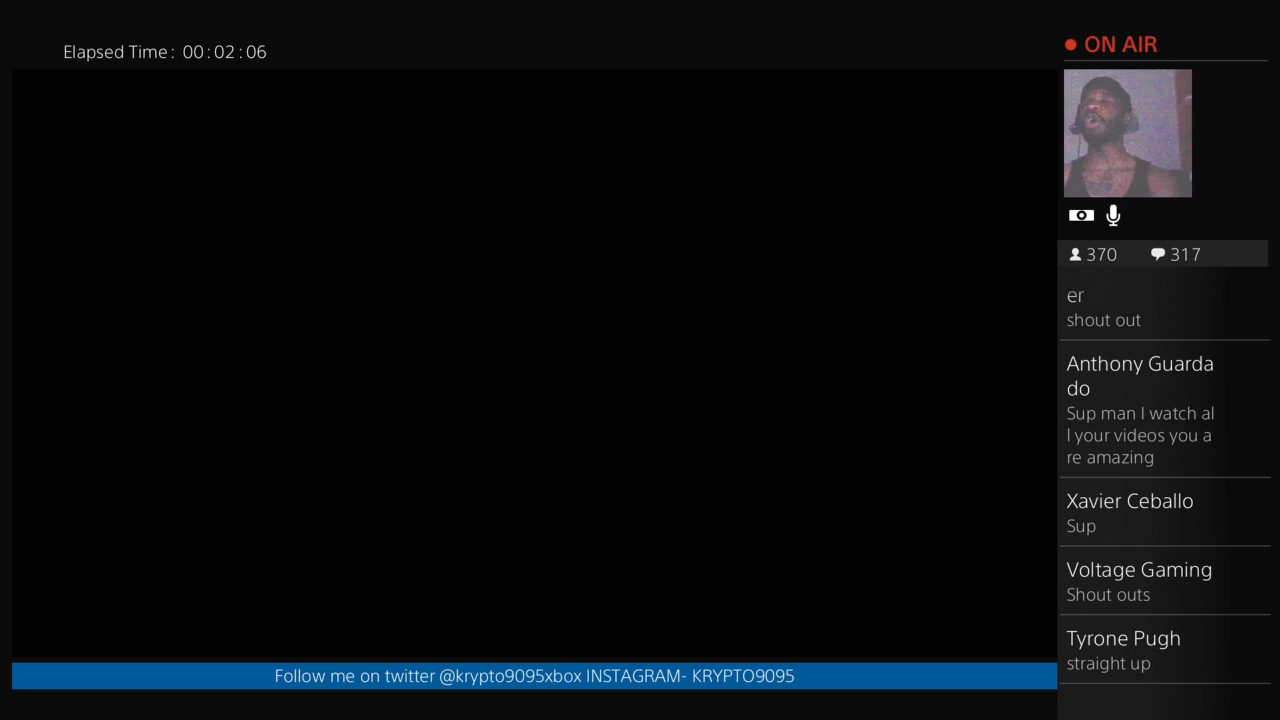 Elapsed Time: 00:02:06
ON AIR
370 317
er
shout out
Anthony Guarda
do
Sup man I watch al
l your videos you a
re amazing
Xavier Ceballo
Sup
Voltage Gaming
Shout outs
Tyrone Pugh
straight up
Follow me on twitter @krypto9095xbox INSTAGRAM- KRYPTO9095